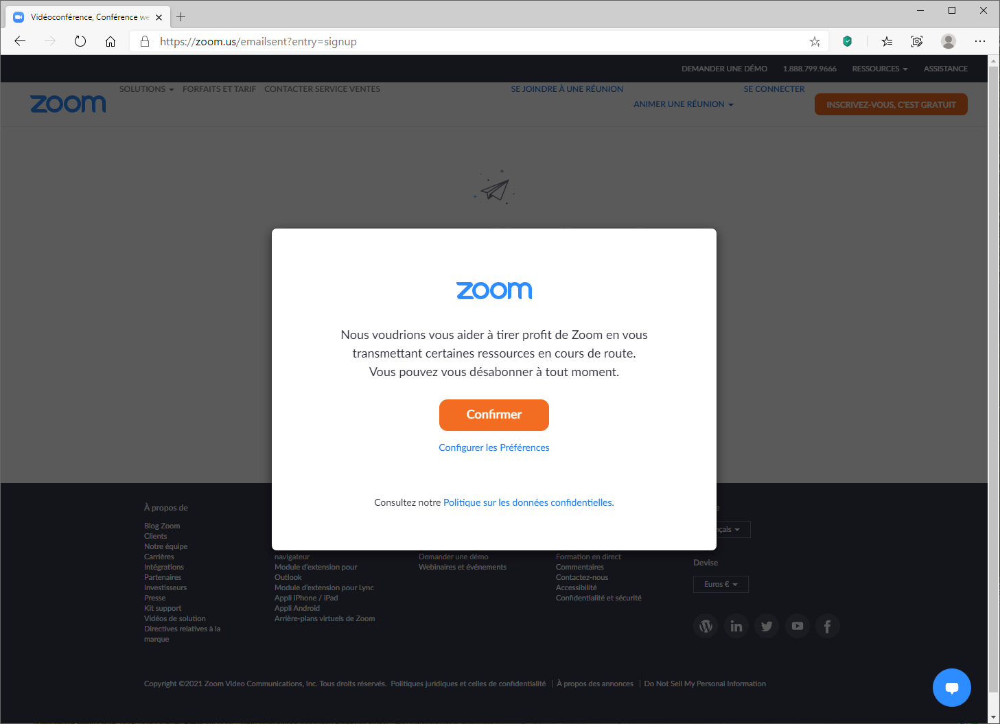 Vidéoconférence, Conférence we
https://zoom.us/emailsent?entry=signup
DEMANDER UNE DÉMO 1.888.799.9666 RESSOURCES ASSISTANCE
zoom
SOLUTIONS FORFAITS ET TARIF CONTACTER SERVICE VENTES
SE JOINDRE À UNE RÉUNION
ANIMER UNE RÉUNION
SE CONNECTER
INSCRIVEZ-VOUS, C'EST GRATUIT
zoom
Nous voudrions vous aider à tirer profit de Zoom en vous
transmettant certaines ressources en cours de route.
Vous pouvez vous désabonner à tout moment.
Confirmer
Configurer les Préférences
Consultez notre Politique sur les données confidentielles.
À propos de
Blog Zoom
Clients
Notre équipe
Carrières
Intégrations
Partenaires
Investisseurs
Presse
Kit support
Vidéos de solution
Directives relatives à la
marque
navigateur
Module d'extension pour
Outlook
Module d'extension pour Lync
Appli iPhone / iPad
Appli Android
Arrière-plans virtuels de Zoom
Demander une démo
Webinaires et événements
Formation en direct
Commentaires
Contactez-nous
Accessibilité
Confidentialité et sécurité
e
nçais
Devise
Euros €
Copyright ©2021 Zoom Video Communications, Inc. Tous droits réservés. Politiques juridiques et celles de confidentialité | À propos des annonces | Do Not Sell My Personal Information